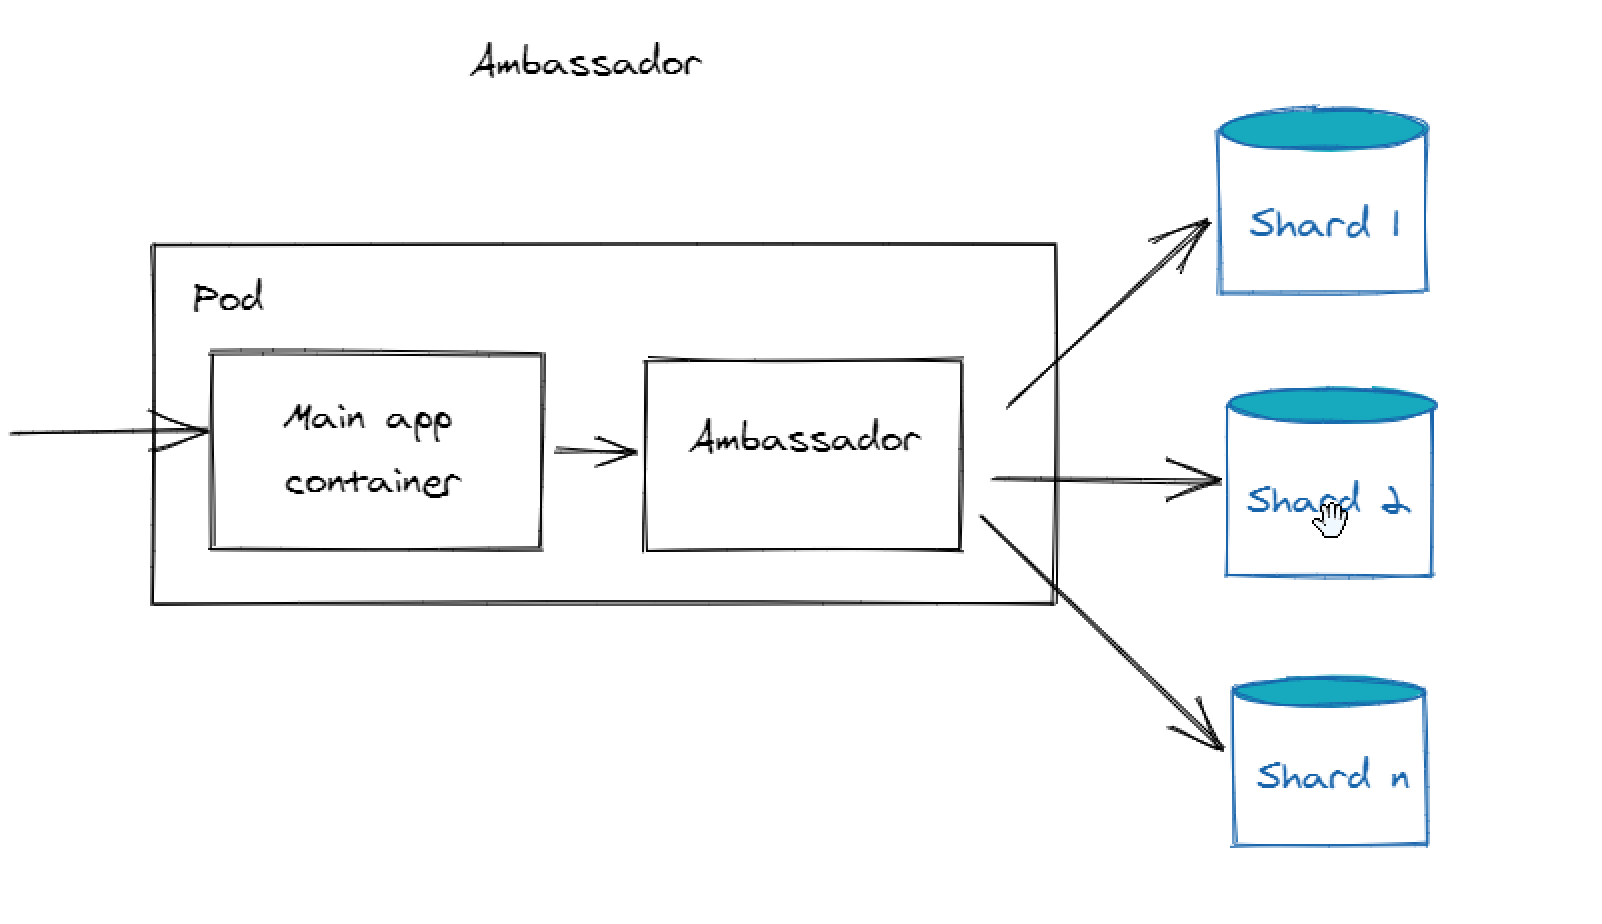 Ambassador
Pod
Main app
container
Ambassador
Shard 1
Shard 2
Shard n